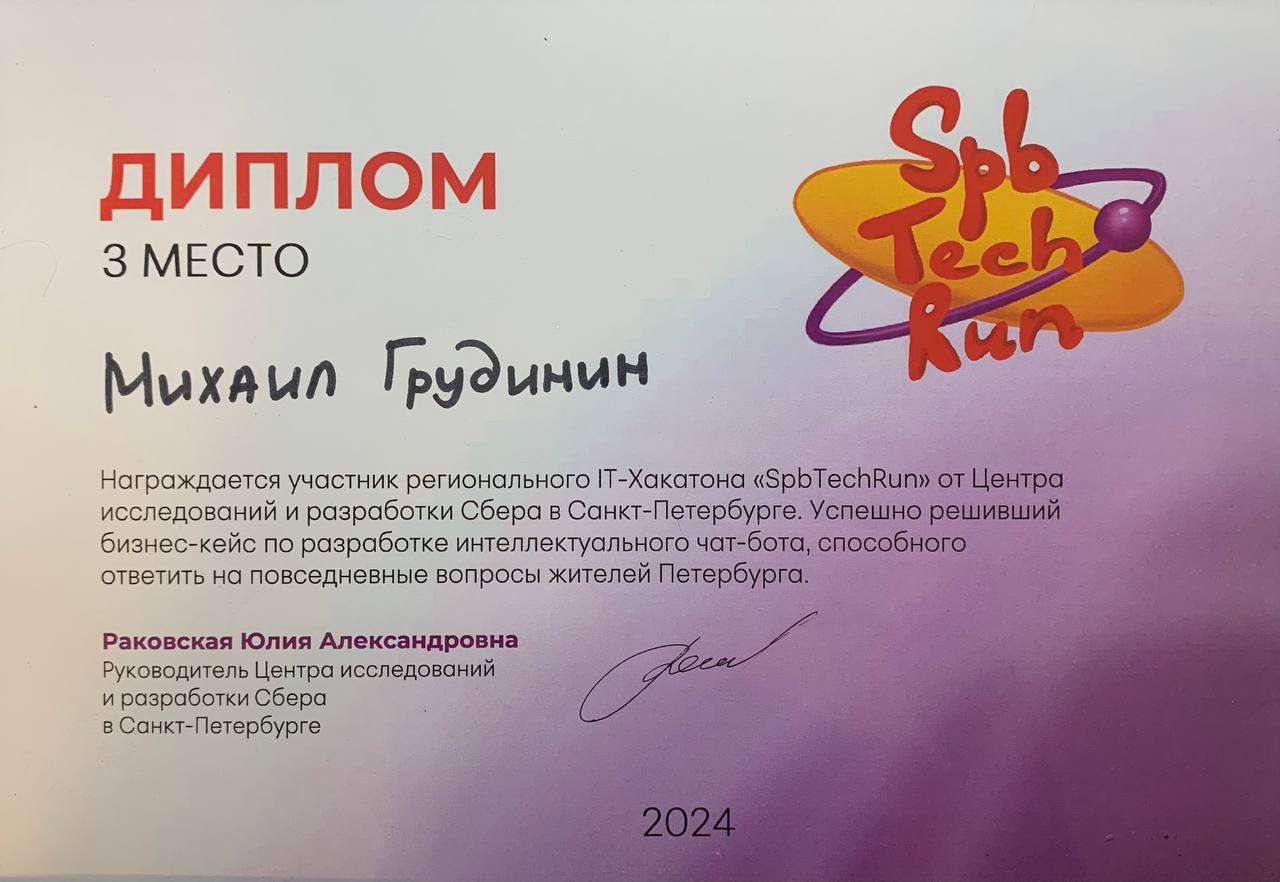 ДИПЛОМ
3 МЕСТО
Spb
Tech
Run
Михаил Грудинин
Награждается участник регионального IT-Хакатона «SpbTechRun» от Центра
исследований и разработки Сбера в Санкт-Петербурге. Успешно решивший
бизнес-кейс по разработке интеллектуального чат-бота, способного
ответить на повседневные вопросы жителей Петербурга.
Раковская Юлия Александровна
Руководитель Центра исследований
и разработки Сбера
в Санкт-Петербурге
2024